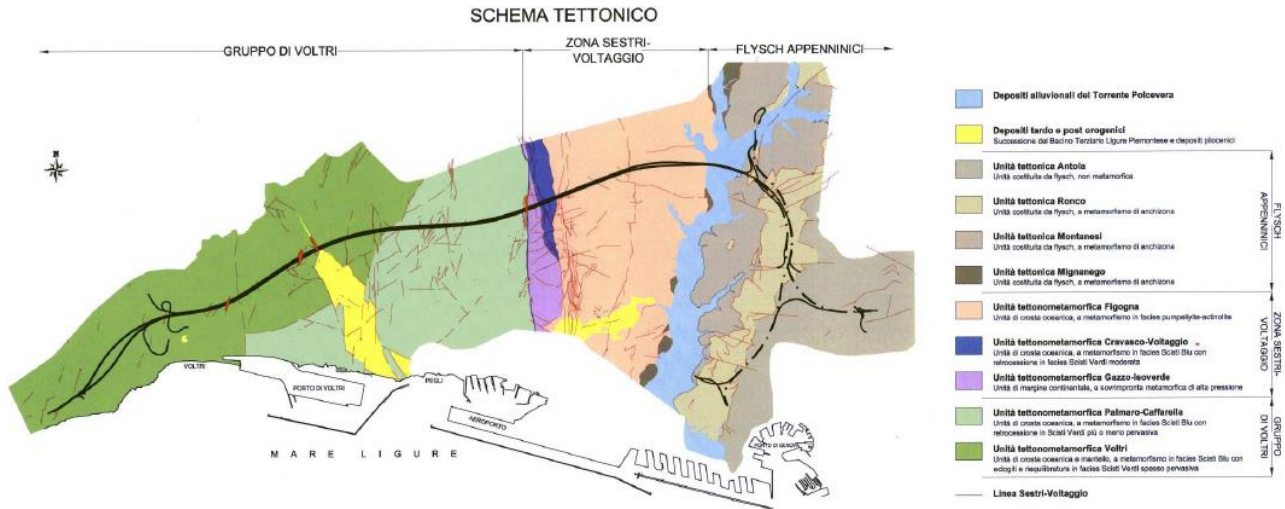 SCHEMA TETTONICO
GRUPPO DI VOLTRI
ZONA SESTRI-
VOLTAGGIO
FLYSCH APPENNINICI
N
VOLTRI
PORTO DI VOLTRI
PEGLI
AEROPORTO
PORTO DI GENOVA
MARE LIGURE
Depositi alluvionali del Torrente Polcevera
Depositi tardo e post orogenici
Successione del Bacino Terziario Ligure Piemontese e depositi pliocenici
Unità tettonica Antola
Unità costituita da flysch, non metamorfica
Unità tettonica Ronco
Unità costituita da flysch, a metamorfismo di anchizona
Unità tettonica Montanesi
Unità costituita da flysch, a metamorfismo di anchizona
Unità tettonica Mignanego
Unità costituita da flysch, a metamorfismo di anchizona
FLYSCH
APPENNINICI
Unità tettonometamorfica Figogna
Unità di crosta oceanica, a metamorfismo in facies pumpellyite-actinolite
Unità tettonometamorfica Cravasco-Voltaggio
Unità di crosta oceanica, a metamorfismo in facies Scisti Blu con
retrocessione in facies Scisti Verdi moderata
Unità tettonometamorfica Gazzo-Isoverde
Unità di margine continentale, a sovrimpronta metamorfica di alta pressione
ZONA SESTRI-
VOLTAGGIO
Unità tettonometamorfica Palmaro-Caffarella
Unità di crosta oceanica, a metamorfismo in facies Scisti Blu con
retrocessione in Scisti Verdi più o meno pervasiva
Unità tettonometamorfica Voltri
Unità di crosta oceanica e mantello, a metamorfismo in facies Scisti Blu con
eclogiti e riequilibratura in facies Scisti Verdi spesso pervasiva
GRUPPO
DI VOLTRI
Linea Sestri-Voltaggio